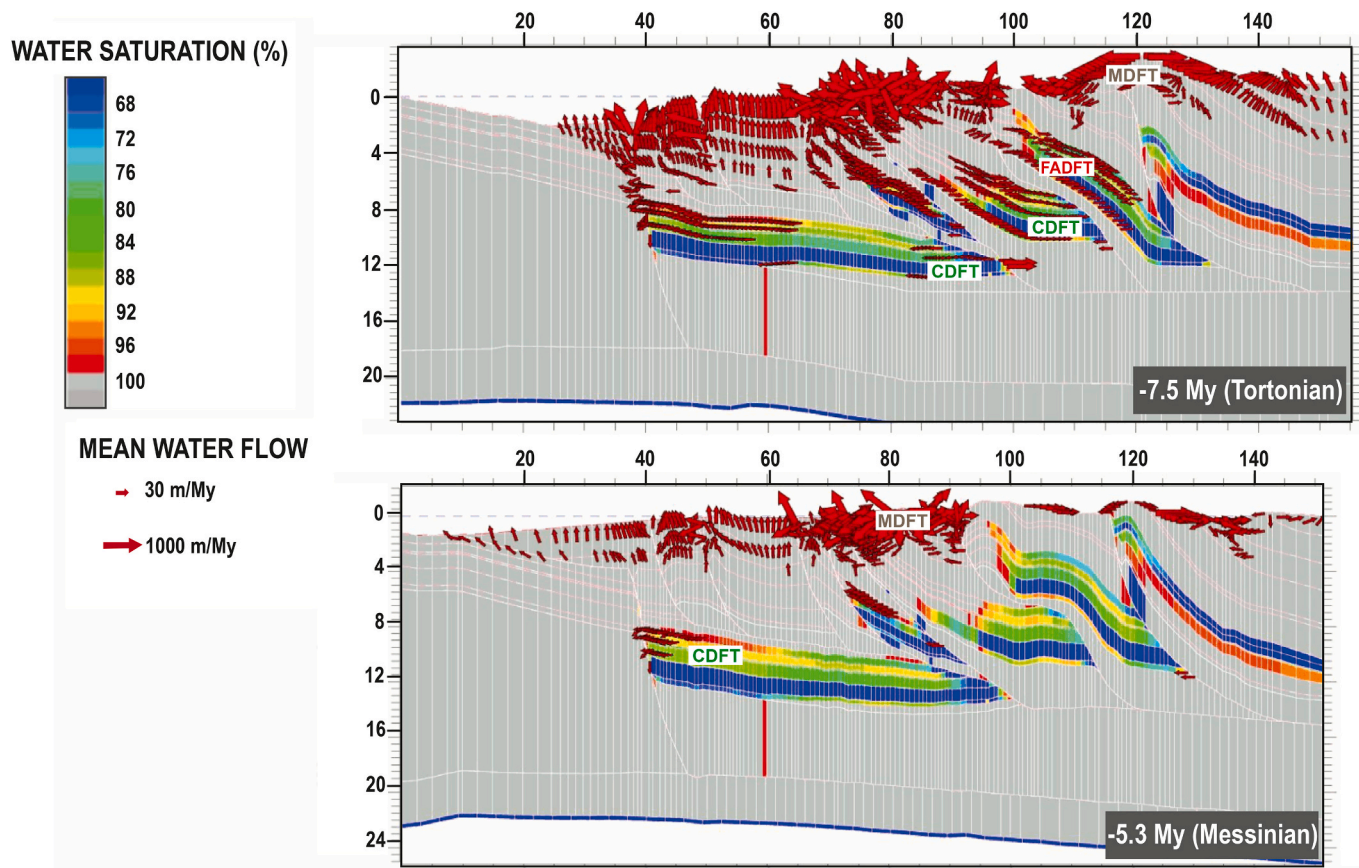 WATER SATURATION (%)
68
72
76
80
84
88
92
96
100
MEAN WATER FLOW
30 m/My
1000 m/My
20 40 60 80 100 120 140
0
4
8
12
16
20
MDFT
FADFT
CDFT
CDFT
-7.5 My (Tortonian)
20 40 60 80 100 120 140
0
4
8
12
16
20
24
MDFT
CDFT
-5.3 My (Messinian)